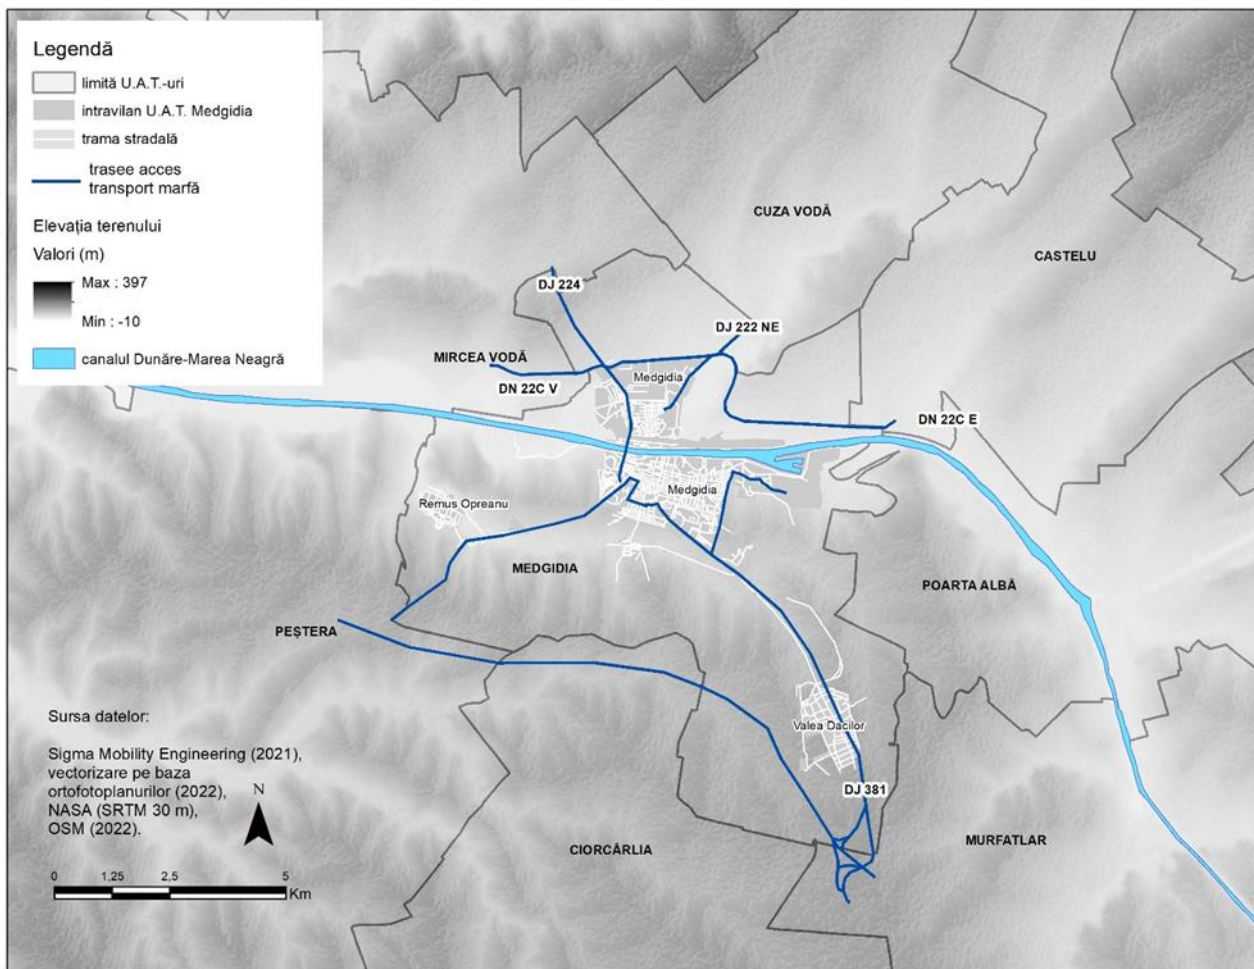 Legendă
limită U.A.T.-uri
intravilan U.A.T. Medgidia
trama stradală
trasee acces
transport marfă
Elevația terenului
Valori (m)
Max : 397
Min : -10
canalul Dunăre-Marea Neagră
CUZA VODĂ
CASTELU
DJ 224
DJ 222 NE
MIRCEA VODĂ
Medgidia
DN 22C V
DN 22C E
Medgidia
Remus Opreanu
MEDGIDIA
POARTA ALBĂ
PEȘTERA
Valea Dacilor
DJ 381
CIORCÂRLIA
MURFATLAR
Sursa datelor:
Sigma Mobility Engineering (2021),
vectorizare pe baza
ortofotoplanurilor (2022),
NASA (SRTM 30 m),
OSM (2022).
N
0 1,25 2,5 5
Km